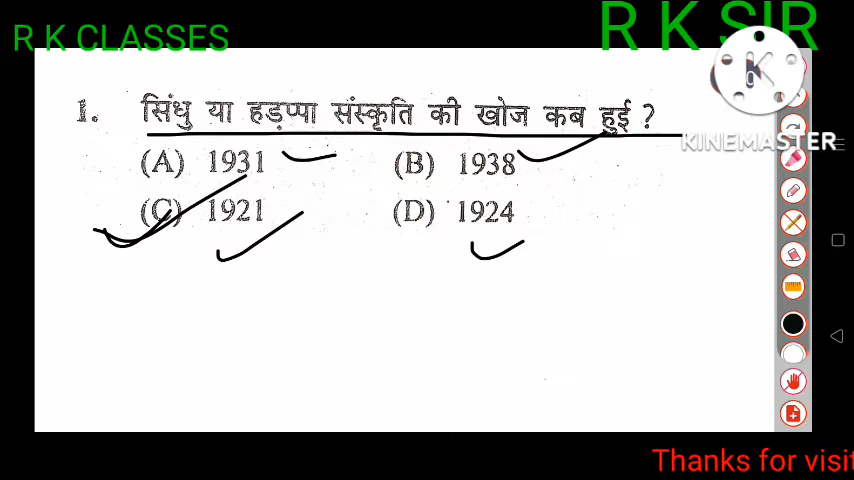 R K CLASSES
R K SIR
KINEMASTER
1. सिंधु या हड़प्पा संस्कृति की खोज कब हुई ?
(A) 1931 (B) 1938
(C) 1921 (D) 1924
Thanks for visit